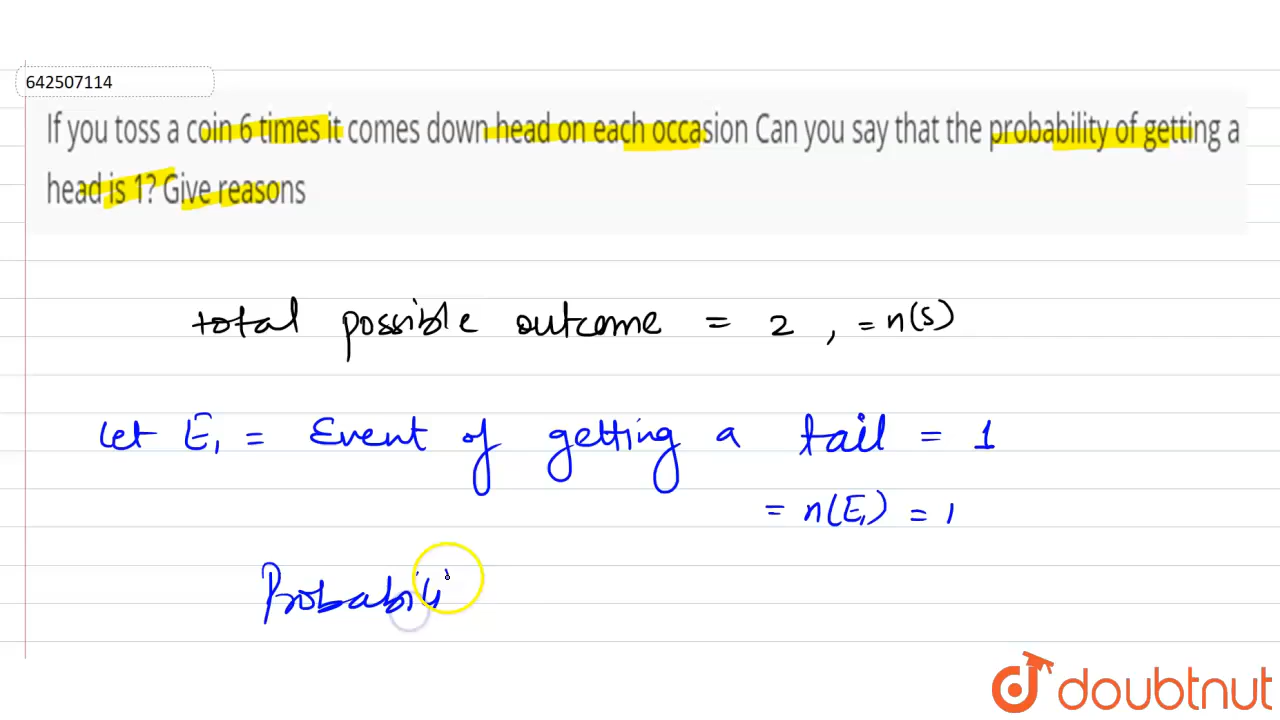 642507114
If you toss a coin 6 times it comes down head on each occasion Can you say that the probability of getting a
head is 1? Give reasons
total possible outcome = 2 , = n(S)
Let E₁ = Event of getting a tail = 1
= n(E₁) = 1
Probabili
doubtnut